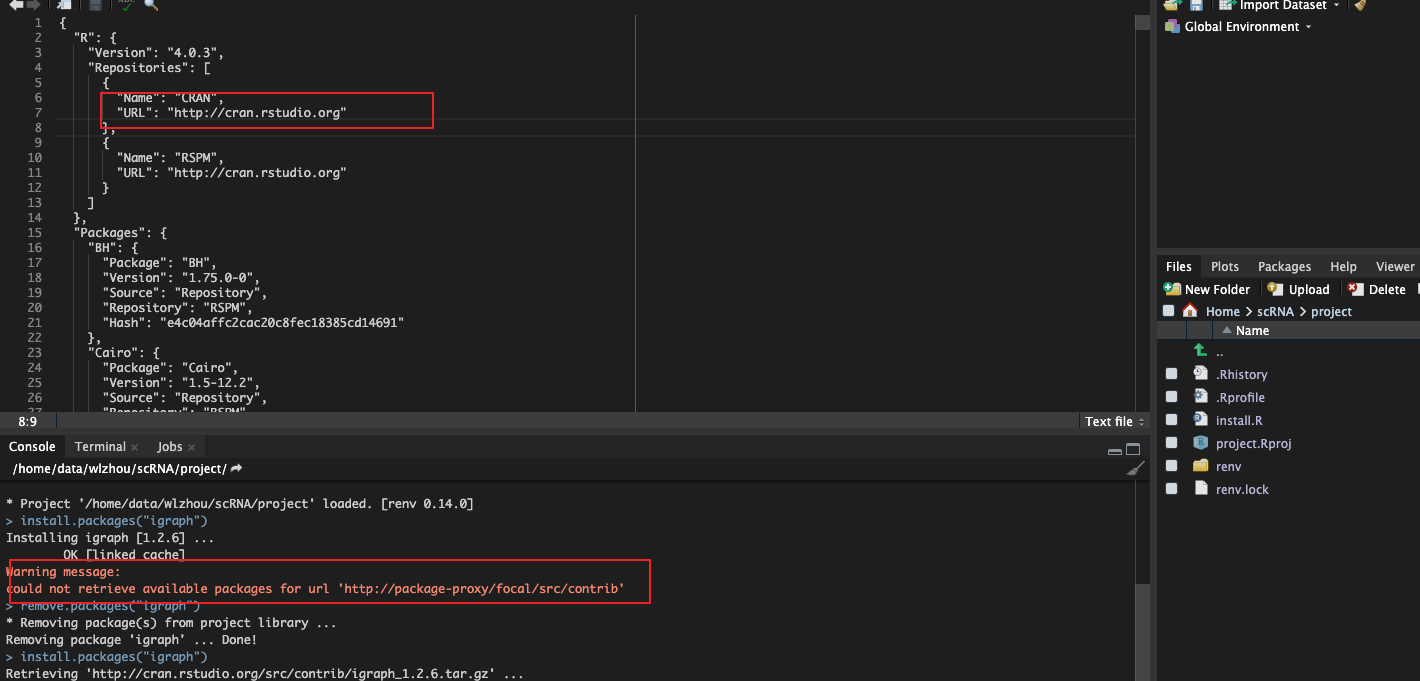 Import Dataset
Global Environment
1 {
2 "R": {
3 "Version": "4.0.3",
4 "Repositories": [
5 {
6 "Name": "CRAN",
7 "URL": "http://cran.rstudio.org"
8 },
9 {
10 "Name": "RSPM",
11 "URL": "http://cran.rstudio.org"
12 }
13 ]
14 },
15 "Packages": {
16 "BH": {
17 "Package": "BH",
18 "Version": "1.75.0-0",
19 "Source": "Repository",
20 "Repository": "RSPM",
21 "Hash": "e4c04affc2cac20c8fec18385cd14691"
22 },
23 "Cairo": {
24 "Package": "Cairo",
25 "Version": "1.5-12.2",
26 "Source": "Repository",
27 "Repository": "RSPM",
8:9
Text file
Console Terminal Jobs
/home/data/wlzhou/scRNA/project/
* Project '/home/data/wlzhou/scRNA/project' loaded. [renv 0.14.0]
> install.packages("igraph")
Installing igraph [1.2.6] ...
OK [linked cache]
Warning message:
could not retrieve available packages for url 'http://package-proxy/focal/src/contrib'
> remove.packages("igraph")
* Removing package(s) from project library ...
Removing package 'igraph' ... Done!
> install.packages("igraph")
Retrieving 'http://cran.rstudio.org/src/contrib/igraph_1.2.6.tar.gz' ...
Files Plots Packages Help Viewer
New Folder Upload Delete
Home > scRNA > project
Name
..
.Rhistory
.Rprofile
install.R
project.Rproj
renv
renv.lock